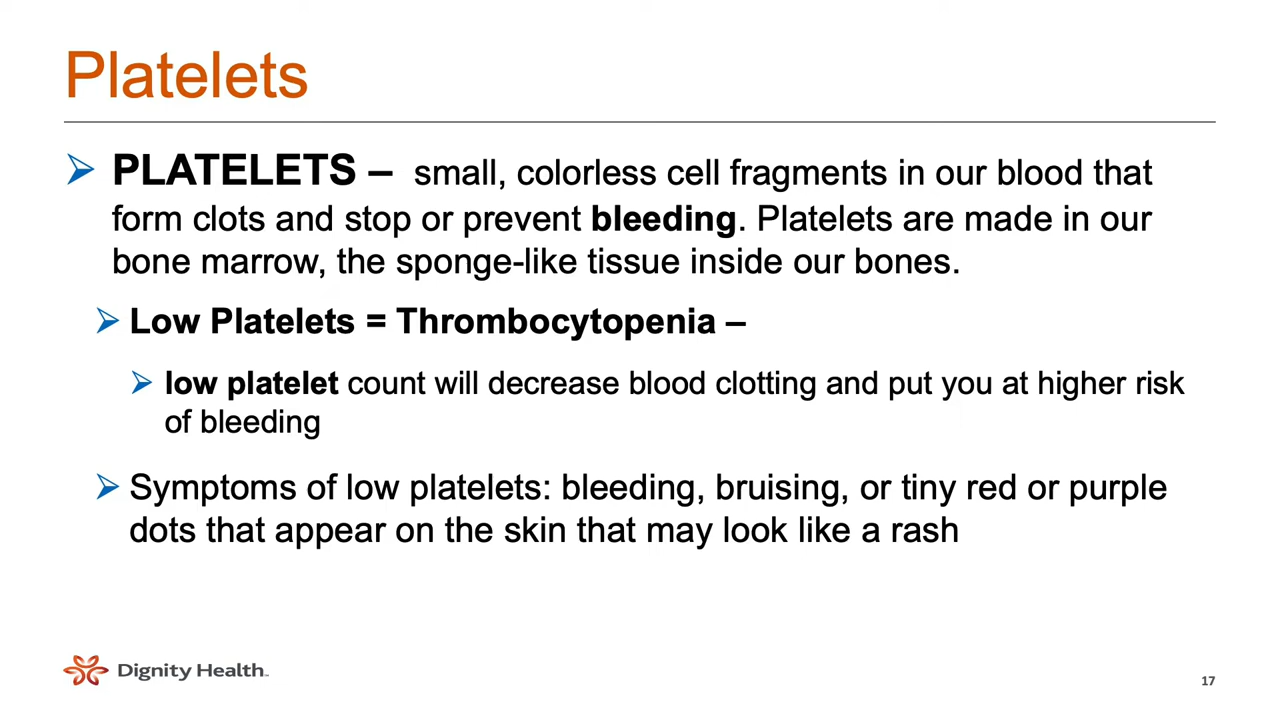 Platelets
PLATELETS – small, colorless cell fragments in our blood that
form clots and stop or prevent bleeding. Platelets are made in our
bone marrow, the sponge-like tissue inside our bones.
Low Platelets = Thrombocytopenia –
low platelet count will decrease blood clotting and put you at higher risk
of bleeding
Symptoms of low platelets: bleeding, bruising, or tiny red or purple
dots that appear on the skin that may look like a rash
Dignity Health™
17